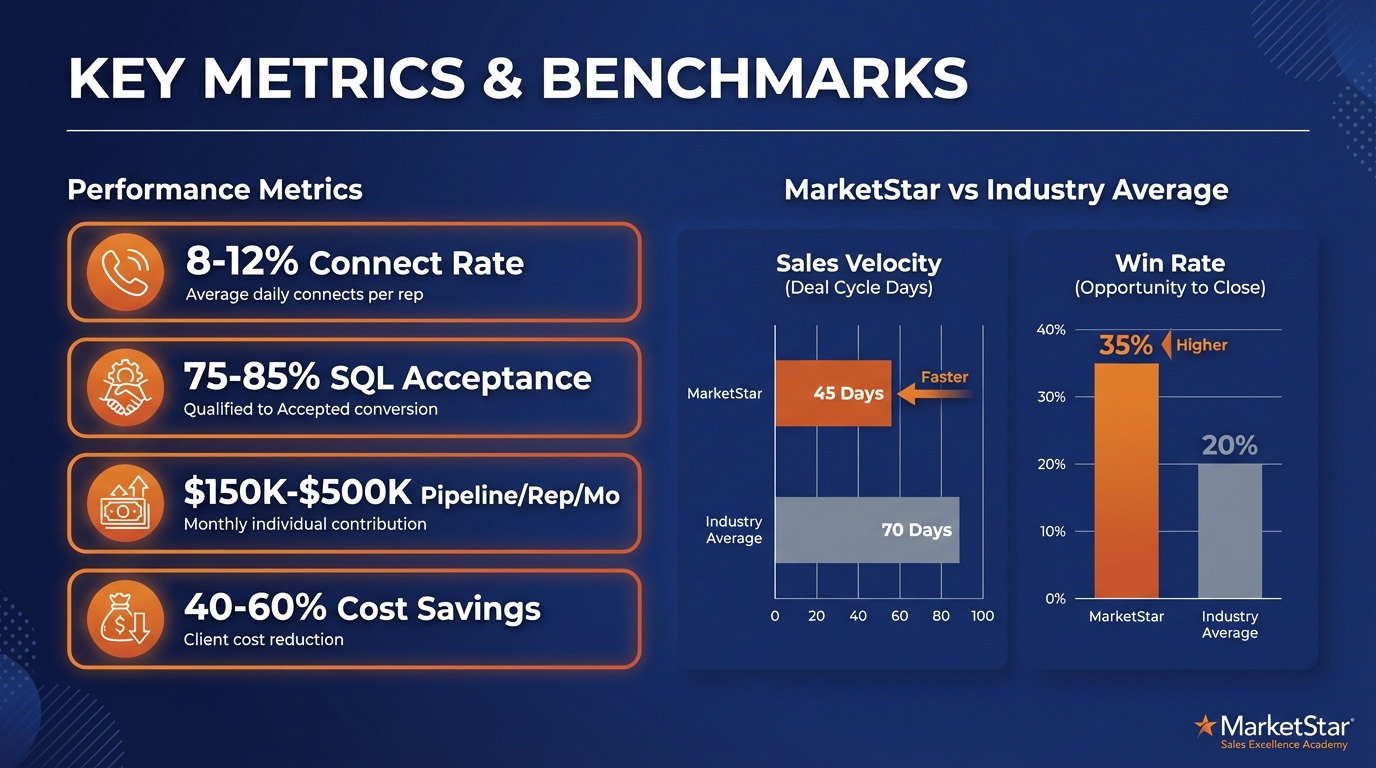 KEY METRICS & BENCHMARKS
Performance Metrics
8-12% Connect Rate
Average daily connects per rep
75-85% SQL Acceptance
Qualified to Accepted conversion
$150K-$500K Pipeline/Rep/Mo
Monthly individual contribution
$
40-60% Cost Savings
Client cost reduction
MarketStar vs Industry Average
Sales Velocity
(Deal Cycle Days)
MarketStar
45 Days
Faster
Industry
Average
70 Days
0 20 40 60 80 100
Win Rate
(Opportunity to Close)
40%
30%
20%
10%
0%
35%
Higher
20%
MarketStar
Industry
Average
MarketStar
Sales Excellence Academy